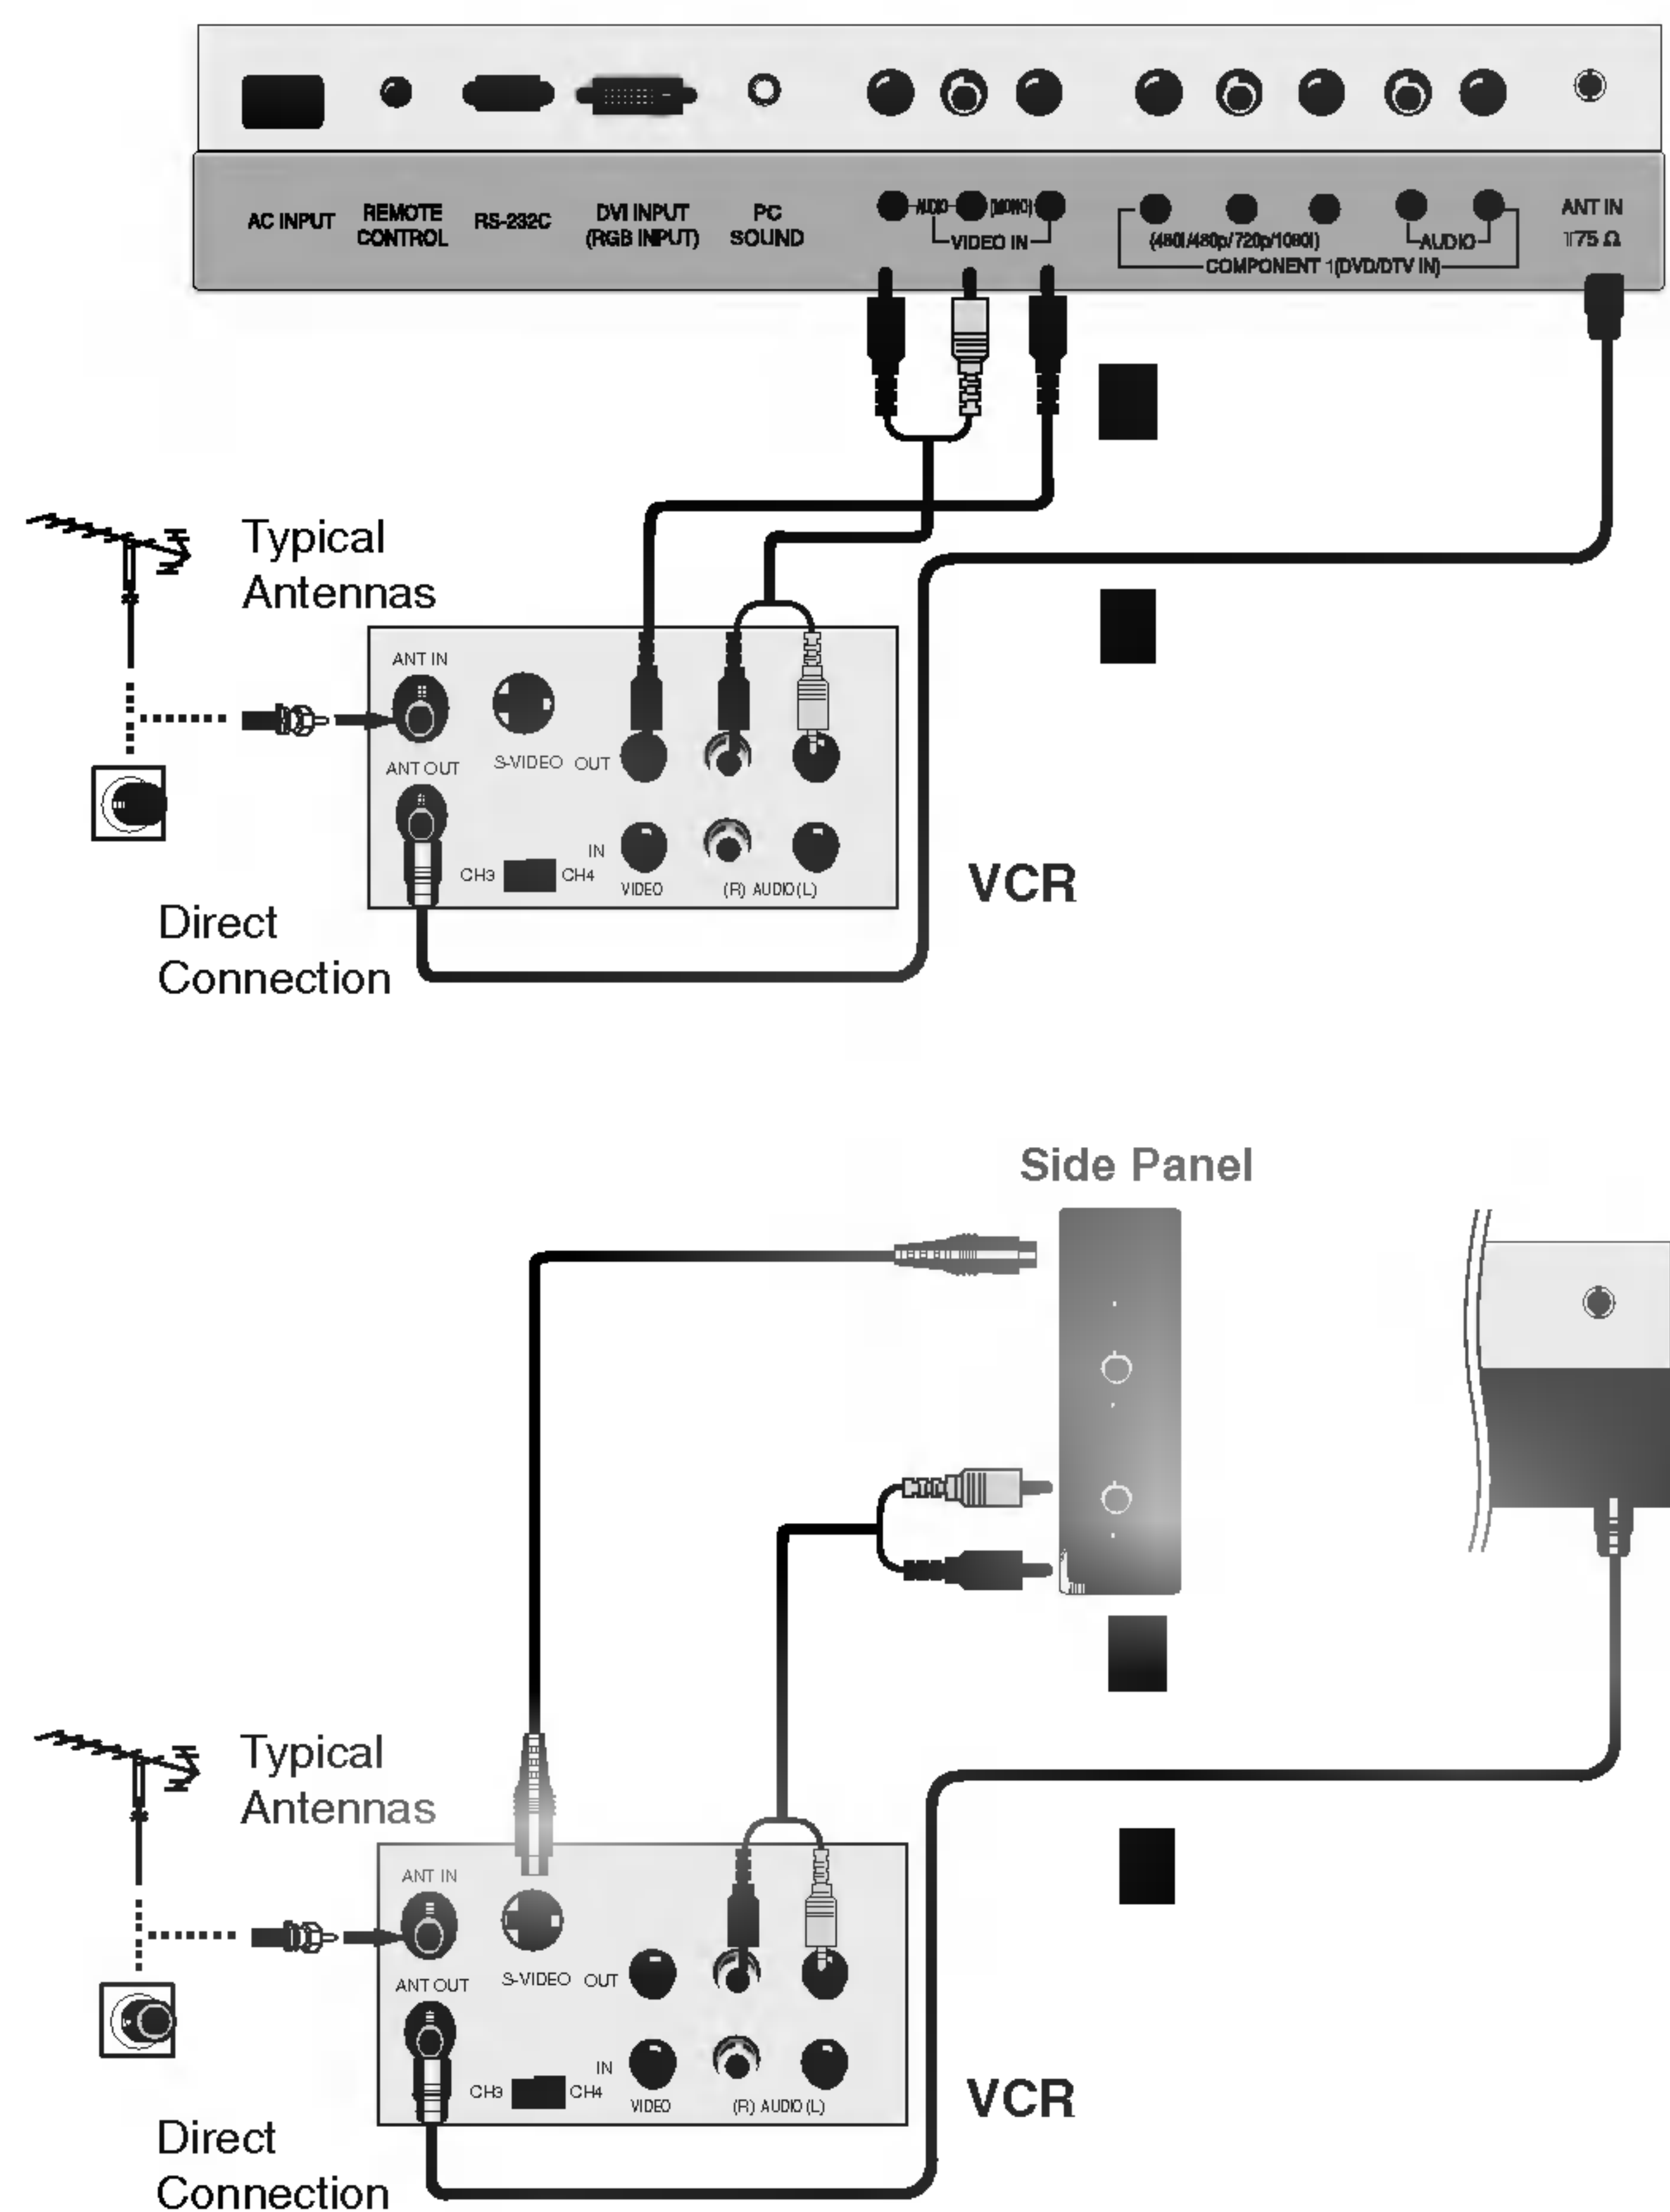 AC INPUT
REMOTE
CONTROL
RS-232C
DVI INPUT
(RGB INPUT)
PC
SOUND
AUDIO
(MONO)
VIDEO IN
(480i/480p/720p/1080i)
AUDIO
COMPONENT 1(DVD/DTV IN)
ANT IN
75 Ω
Typical
Antennas
ANT IN
ANT OUT
S-VIDEO
OUT
IN
CH3
CH4
VIDEO
(R) AUDIO (L)
VCR
Direct
Connection
Side Panel
Typical
Antennas
ANT IN
ANT OUT
S-VIDEO
OUT
IN
CH3
CH4
VIDEO
(R) AUDIO (L)
VCR
Direct
Connection